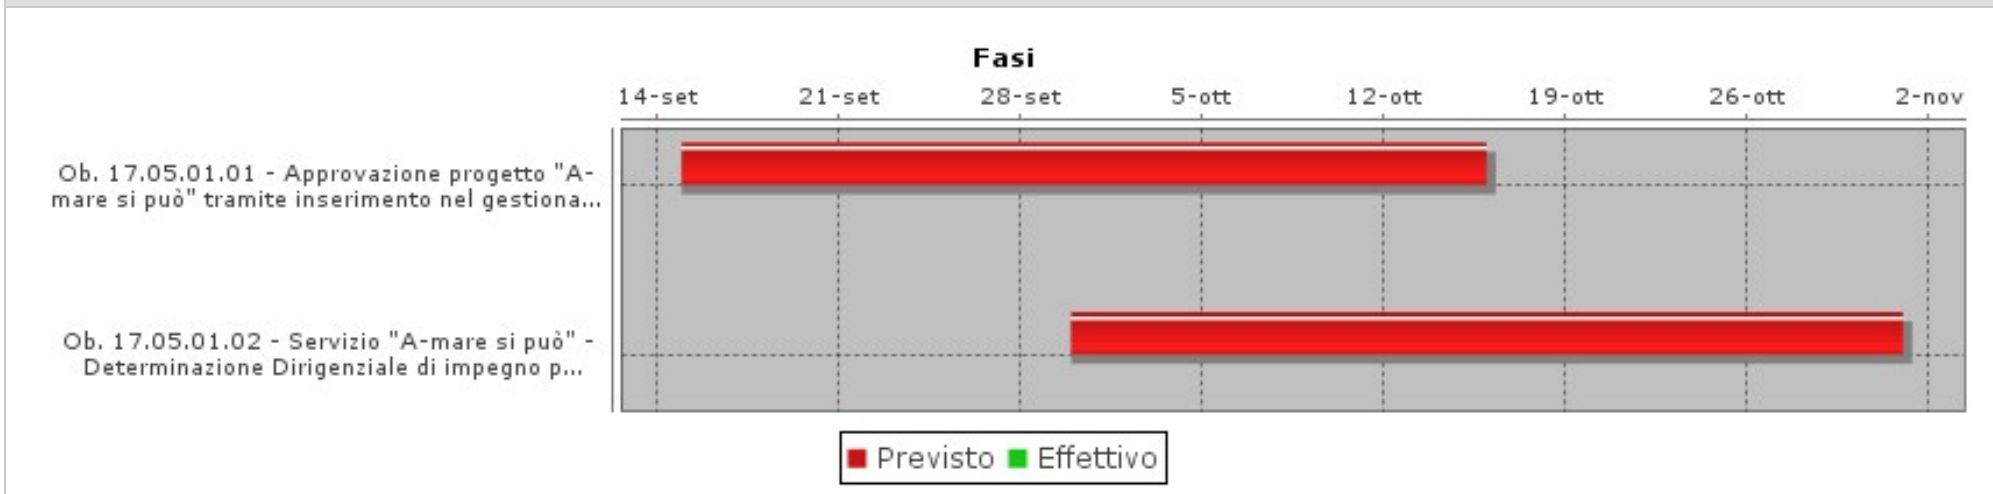 Fasi
14-set 21-set 28-set 5-ott 12-ott 19-ott 26-ott 2-nov
Ob. 17.05.01.01 - Approvazione progetto "A-
mare si può" tramite inserimento nel gestiona...
Ob. 17.05.01.02 - Servizio "A-mare si può" -
Determinazione Dirigenziale di impegno p...
Previsto Effettivo